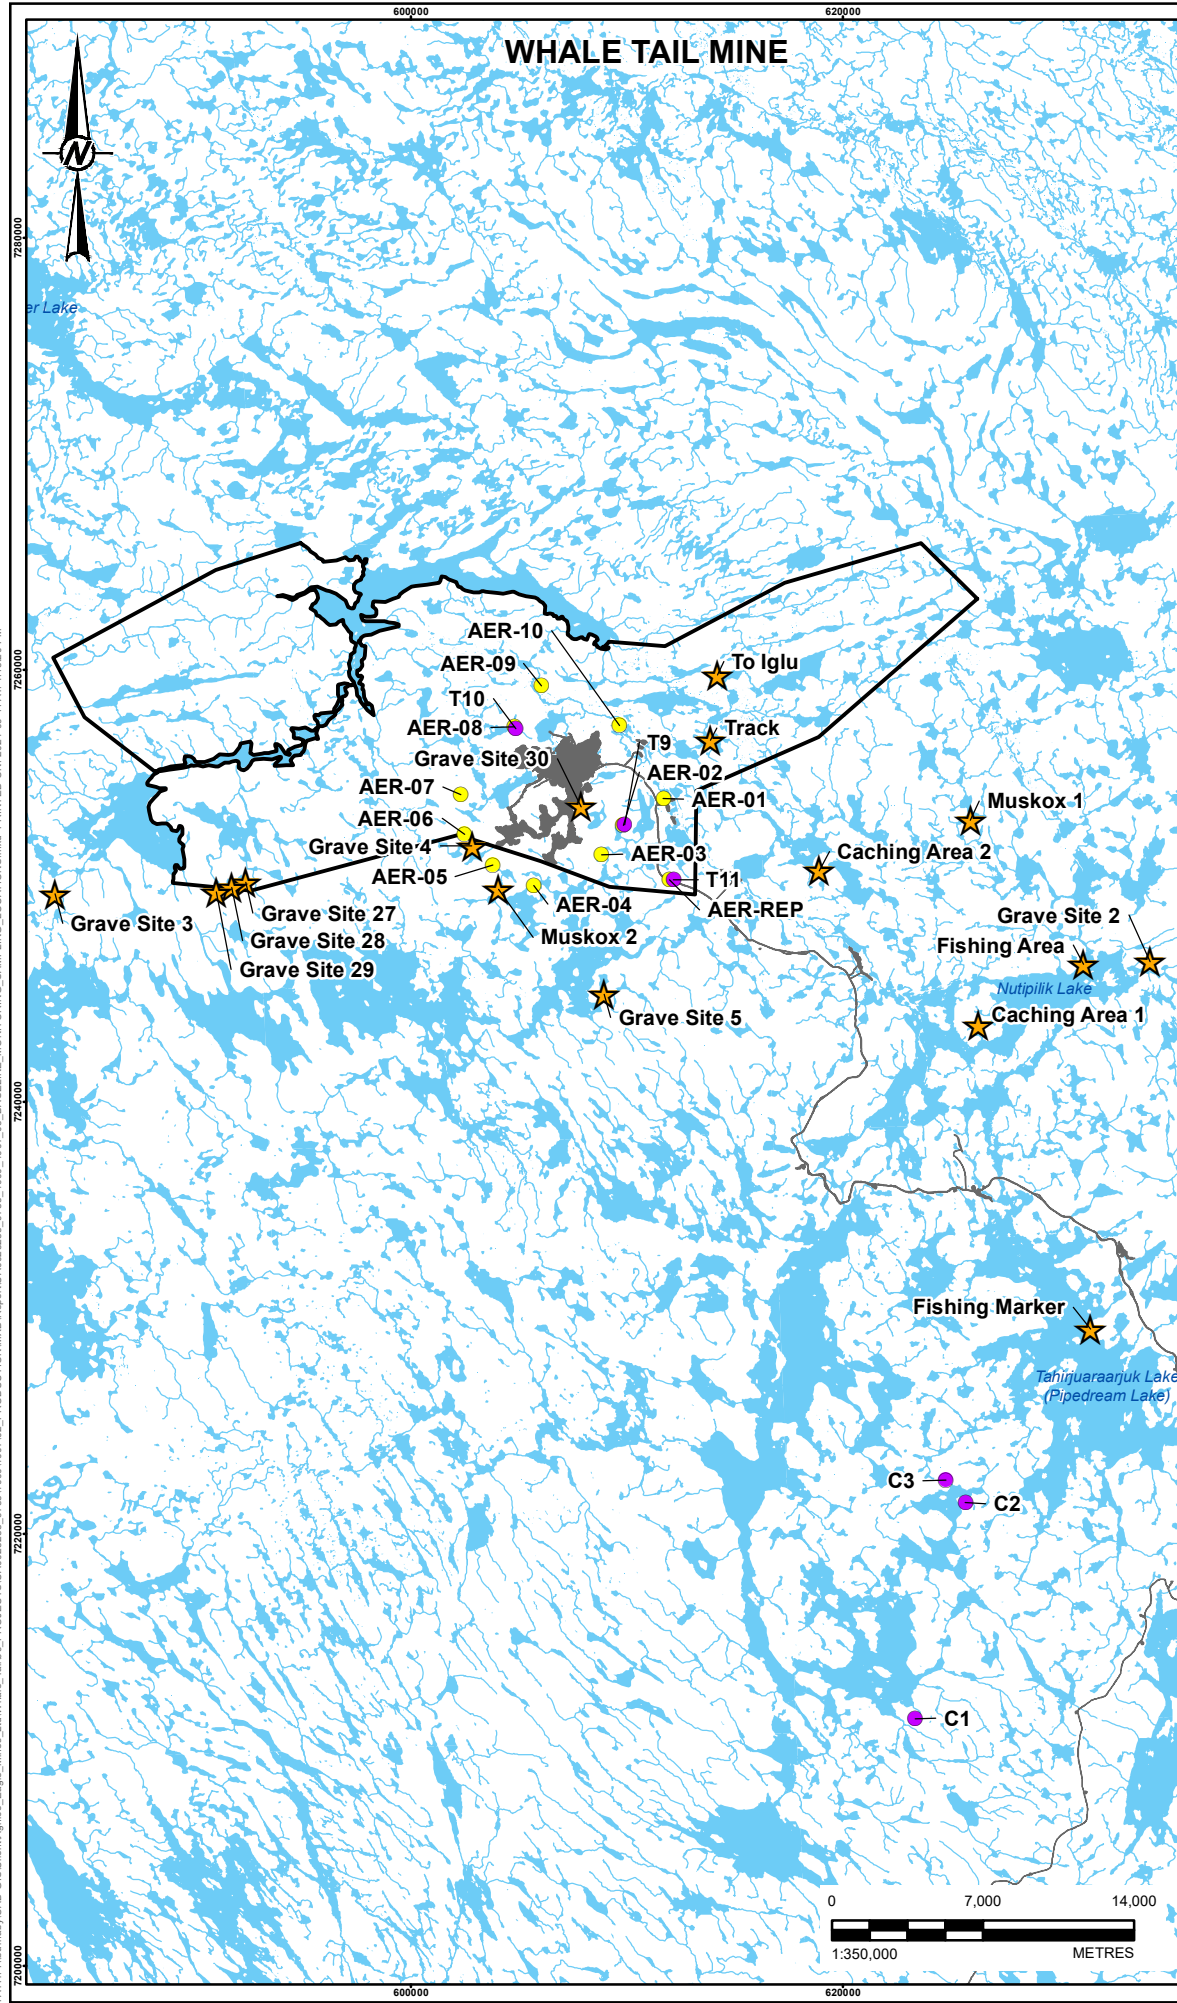 600000
620000
WHALE TAIL MINE
N
7280000
er Lake
AER-10
AER-09
To Iglu
7260000
T10
AER-08
Track
T9
Grave Site 30
AER-02
AER-07
AER-01
Muskox 1
AER-06
Grave Site 4
AER-03
Caching Area 2
AER-05
T11
AER-04
AER-REP
Grave Site 3
Grave Site 27
Grave Site 2
Muskox 2
Grave Site 28
Fishing Area
Grave Site 29
Nutipilik Lake
Grave Site 5
Caching Area 1
7240000
Fishing Marker
Tahirjuaraarjuk Lake
(Pipedream Lake)
C3
C2
7220000
C1
0 7,000 14,000
1:350,000 METRES
7200000
600000
620000